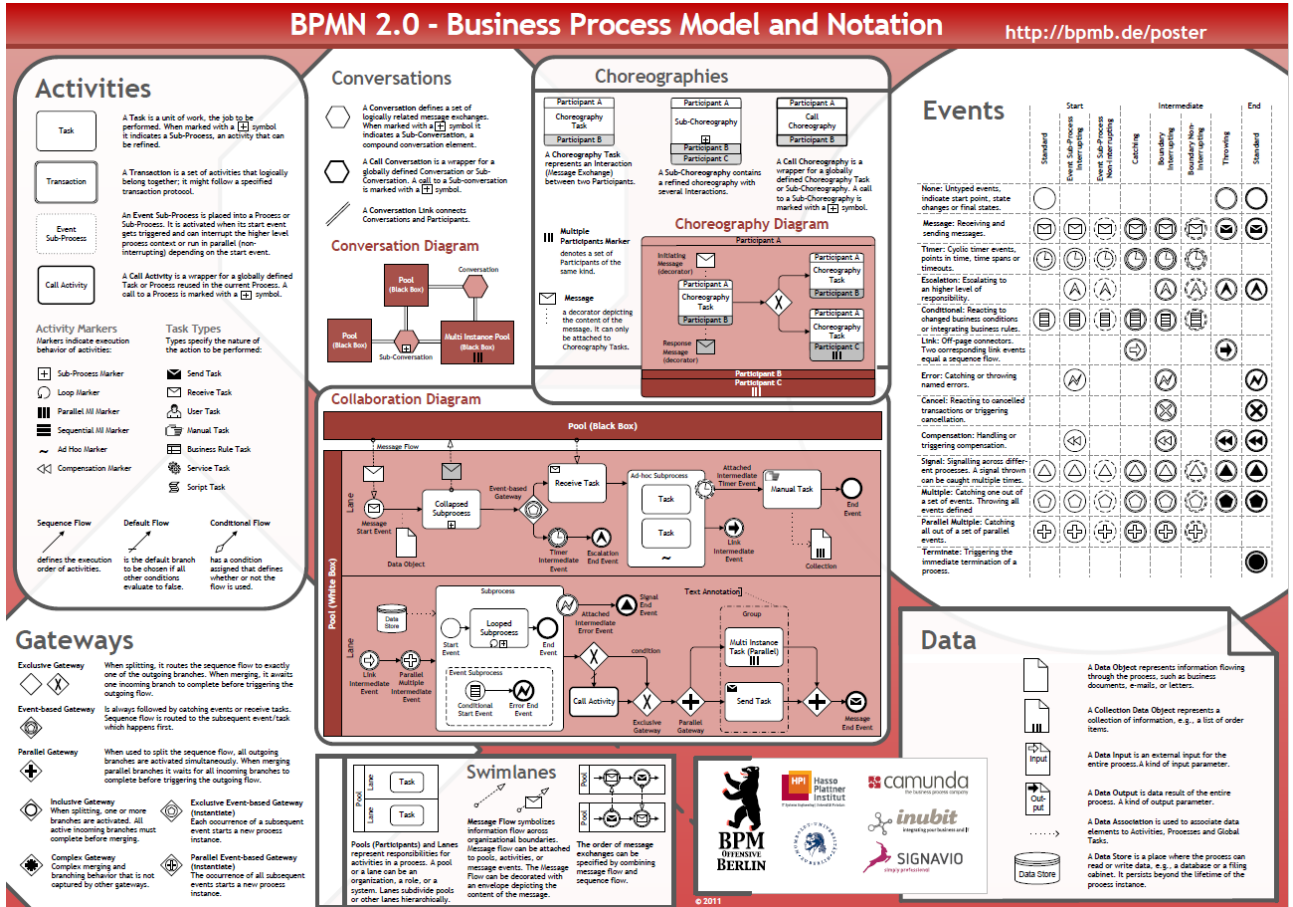 BPMN 2.0 - Business Process Model and Notation
http://bpmb.de/poster
Activities
Task
A Task is a unit of work, the job to be
performed. When marked with a + symbol
it indicates a Sub-Process, an activity that can
be refined.
Transaction
A Transaction is a set of activities that logically
belong together; it might follow a specified
transaction protocol.
Event
Sub-Process
An Event Sub-Process is placed into a Process or
Sub-Process. It is activated when its start event
gets triggered and can interrupt the higher level
process context or run in parallel (non-
interrupting) depending on the start event.
Call Activity
A Call Activity is a wrapper for a globally defined
Task or Process reused in the current Process. A
call to a Process is marked with a + symbol.
Activity Markers
Markers indicate execution
behavior of activities:
Sub-Process Marker
Loop Marker
Parallel MI Marker
Sequential MI Marker
~ Ad Hoc Marker
Compensation Marker
Task Types
Types specify the nature of
the action to be performed:
Send Task
Receive Task
User Task
Manual Task
Business Rule Task
Service Task
Script Task
Sequence Flow
defines the execution
order of activities.
Default Flow
is the default branch
to be chosen if all
other conditions
evaluate to false.
Conditional Flow
has a condition
assigned that defines
whether or not the
flow is used.
Conversations
A Conversation defines a set of
logically related message exchanges.
When marked with a + symbol it
indicates a Sub-Conversation, a
compound conversation element.
A Call Conversation is a wrapper for a
globally defined Conversation or Sub-
Conversation. A call to a Sub-conversation
is marked with a + symbol.
A Conversation Link connects
Conversations and Participants.
Conversation Diagram
Conversation
Pool
(Black Box)
Pool
(Black Box)
Multi Instance Pool
(Black Box)
Sub-Conversation
Choreographies
Participant A
Choreography
Task
Participant B
A Choreography Task
represents an Interaction
(Message Exchange)
between two Participants.
Participant A
Sub-Choreography
Participant B
Participant C
A Sub-Choreography contains
a refined choreography with
several Interactions.
Participant A
Call
Choreography
Participant B
A Call Choreography is a
wrapper for a globally
defined Choreography Task
or Sub-Choreography. A call
to a Sub-Choreography is
marked with a + symbol.
Multiple
Participants Marker
denotes a set of
Participants of the
same kind.
Message
a decorator depicting
the content of the
message. It can only
be attached to
Choreography Tasks.
Choreography Diagram
Participant A
Initiating
Message
(decorator)
Participant A
Choreography
Task
Participant B
Response
Message
(decorator)
Participant A
Choreography
Task
Participant B
Participant A
Choreography
Task
Participant C
Participant B
Participant C
Events
Start
Intermediate
End
Standard
Event Sub-Process
Interrupting
Event Sub-Process
Non-Interrupting
Catching
Boundary
Interrupting
Boundary Non-
Interrupting
Throwing
Standard
None: Untyped events,
indicate start point, state
changes or final states.
Message: Receiving and
sending messages.
Timer: Cyclic timer events,
points in time, time spans or
timeouts.
Escalation: Escalating to
an higher level of
responsibility.
Conditional: Reacting to
changed business conditions
or integrating business rules.
Link: Off-page connectors.
Two corresponding link events
equal a sequence flow.
Error: Catching or throwing
named errors.
Cancel: Reacting to cancelled
transactions or triggering
cancellation.
Compensation: Handling or
triggering compensation.
Signal: Signalling across differ-
ent processes. A signal thrown
can be caught multiple times.
Multiple: Catching one out of
a set of events. Throwing all
events defined
Parallel Multiple: Catching
all out of a set of parallel
events.
Terminate: Triggering the
immediate termination of a
process.
Collaboration Diagram
Pool (Black Box)
Pool (White Box)
Lane
Message Flow
Message
Start Event
Collapsed
Subprocess
Data Object
Event-based
Gateway
Receive Task
Timer
Intermediate
Event
Escalation
End Event
Ad-hoc Subprocess
Task
Task
~
Attached
Intermediate
Timer Event
Link
Intermediate
Event
Manual Task
End
Event
Collection
Lane
Data
Store
Link
Intermediate
Event
Parallel
Multiple
Intermediate
Event
Subprocess
Start
Event
Looped
Subprocess
End
Event
Event Subprocess
Conditional
Start Event
Error End
Event
Attached
Intermediate
Error Event
Signal
End
Event
condition
Call Activity
Exclusive
Gateway
Parallel
Gateway
Text Annotation
Group
Multi Instance
Task (Parallel)
Send Task
Message
End Event
Gateways
Exclusive Gateway
When splitting, it routes the sequence flow to exactly
one of the outgoing branches. When merging, it awaits
one incoming branch to complete before triggering the
outgoing flow.
Event-based Gateway
Is always followed by catching events or receive tasks.
Sequence flow is routed to the subsequent event/task
which happens first.
Parallel Gateway
When used to split the sequence flow, all outgoing
branches are activated simultaneously. When merging
parallel branches it waits for all incoming branches to
complete before triggering the outgoing flow.
Inclusive Gateway
When splitting, one or more
branches are activated. All
active incoming branches must
complete before merging.
Exclusive Event-based Gateway
(Instantiate)
Each occurrence of a subsequent
event starts a new process
instance.
Complex Gateway
Complex merging and
branching behavior that is not
captured by other gateways.
Parallel Event-based Gateway
(Instantiate)
The occurrence of all subsequent
events starts a new process
instance.
Swimlanes
Pool
Lane
Task
Lane
Task
Pools (Participants) and Lanes
represent responsibilities for
activities in a process. A pool
or a lane can be an
organization, a role, or a
system. Lanes subdivide pools
or other lanes hierarchically.
Message Flow symbolizes
information flow across
organizational boundaries.
Message flow can be attached
to pools, activities, or
message events. The Message
Flow can be decorated with
an envelope depicting the
content of the message.
Pool
Pool
The order of message
exchanges can be
specified by combining
message flow and
sequence flow.
BPM
OFFENSIVE
BERLIN
HPI
Hasso
Plattner
Institut
camunda
the business process company
inubit
integrating your business and IT
SIGNAVIO
simply professional
© 2011
Data
A Data Object represents information flowing
through the process, such as business
documents, e-mails, or letters.
A Collection Data Object represents a
collection of information, e.g., a list of order
items.
Input
A Data Input is an external input for the
entire process. A kind of input parameter.
Out-
put
A Data Output is data result of the entire
process. A kind of output parameter.
A Data Association is used to associate data
elements to Activities, Processes and Global
Tasks.
Data Store
A Data Store is a place where the process can
read or write data, e.g., a database or a filing
cabinet. It persists beyond the lifetime of the
process instance.